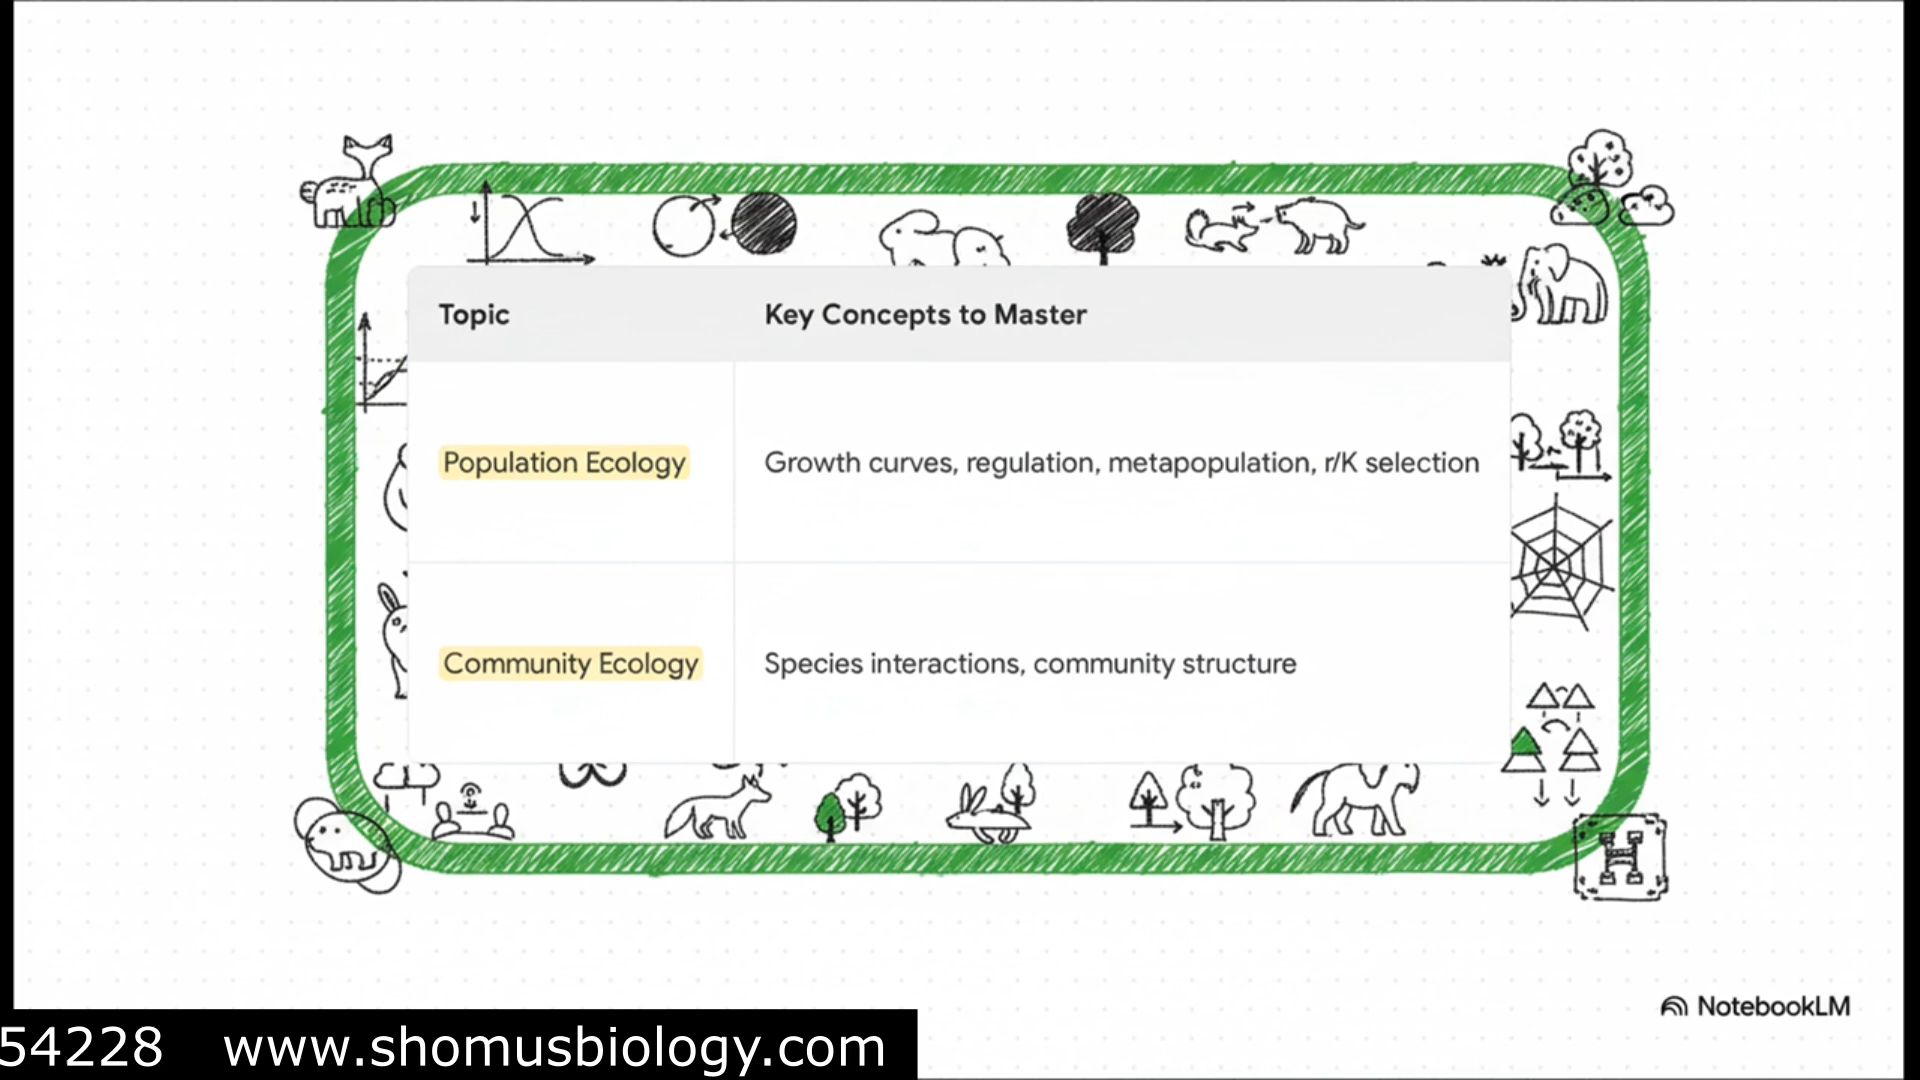 Topic
Key Concepts to Master
Population Ecology
Growth curves, regulation, metapopulation, r/K selection
Community Ecology
Species interactions, community structure
H
NotebookLM
54228 www.shomusbiology.com